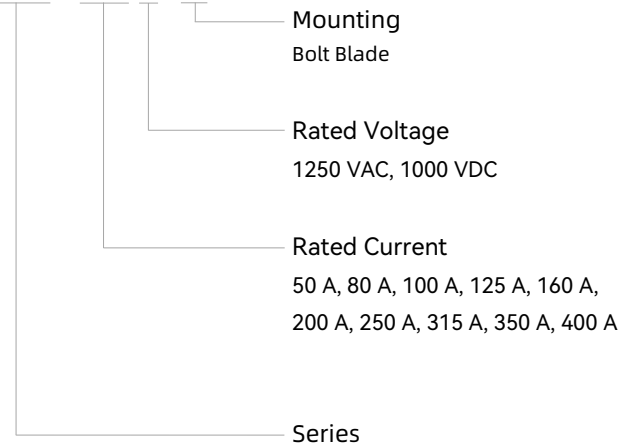 Mounting
Bolt Blade
Rated Voltage
1250 VAC, 1000 VDC
Rated Current
50 A, 80 A, 100 A, 125 A, 160 A,
200 A, 250 A, 315 A, 350 A, 400 A
Series